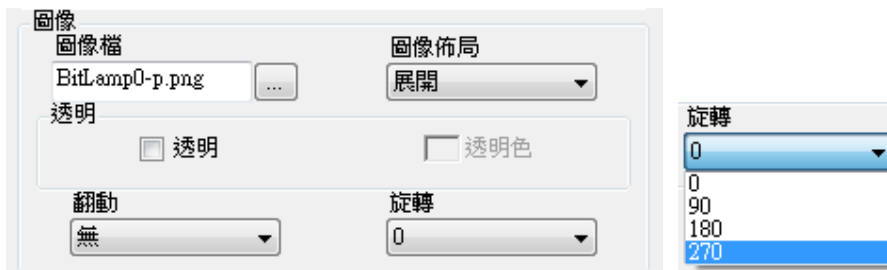 圖像
圖像檔 圖像佈局
BitLamp0-p.png ... 展開
透明
透明 透明色
翻動 旋轉
無 0
旋轉
0
0
90
180
270